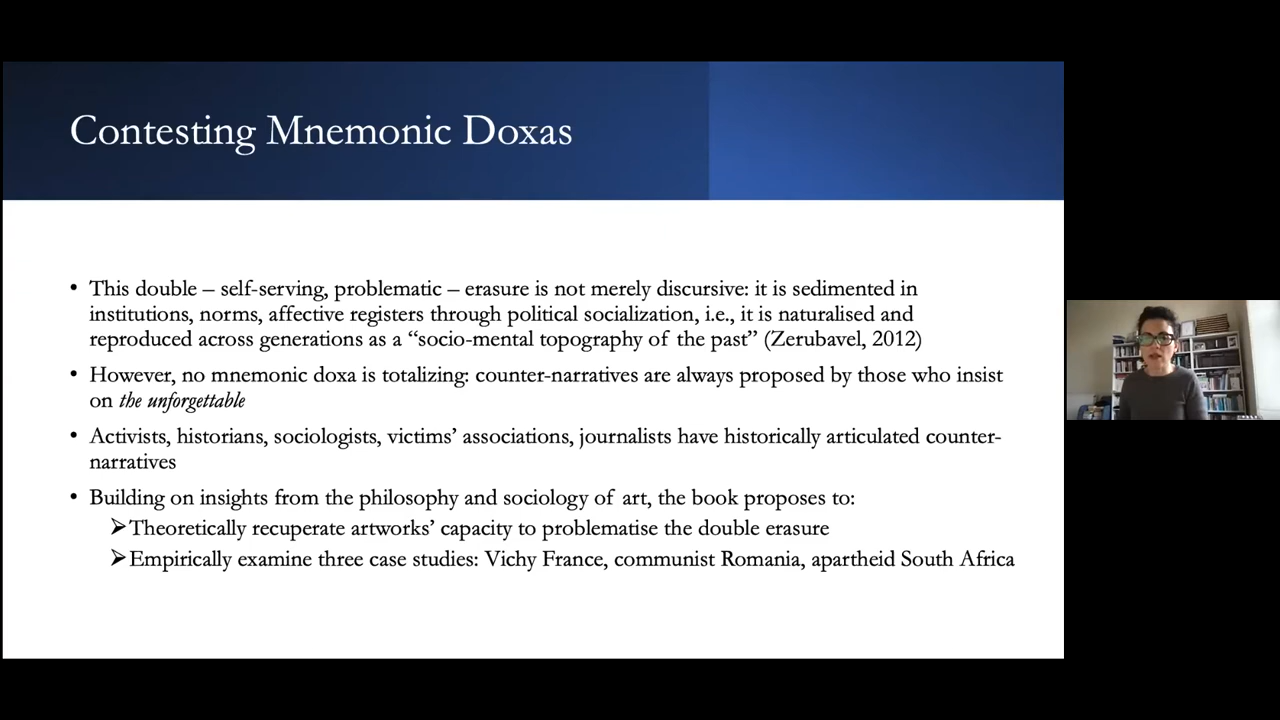 Contesting Mnemonic Doxas
• This double – self-serving, problematic – erasure is not merely discursive: it is sedimented in
institutions, norms, affective registers through political socialization, i.e., it is naturalised and
reproduced across generations as a “socio-mental topography of the past” (Zerubavel, 2012)
• However, no mnemonic doxa is totalizing: counter-narratives are always proposed by those who insist
on the unforgettable
• Activists, historians, sociologists, victims’ associations, journalists have historically articulated counter-
narratives
• Building on insights from the philosophy and sociology of art, the book proposes to:
➢Theoretically recuperate artworks’ capacity to problematise the double erasure
➢Empirically examine three case studies: Vichy France, communist Romania, apartheid South Africa